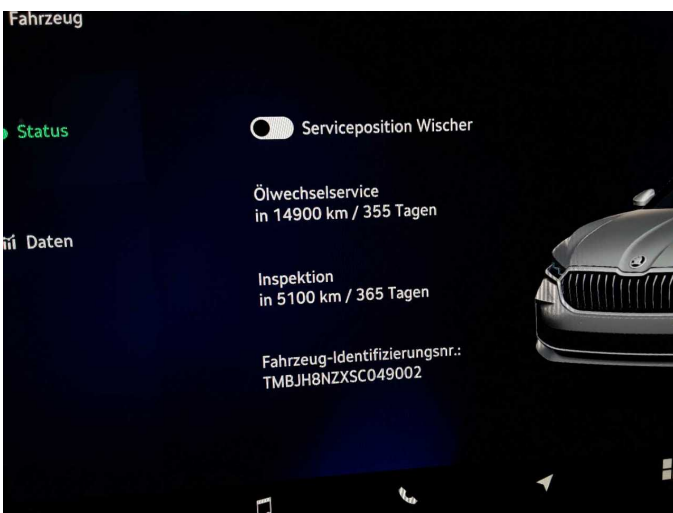 Fahrzeug
Status
Serviceposition Wischer
Ölwechselservice
in 14900 km / 355 Tagen
Daten
Inspektion
in 5100 km / 365 Tagen
Fahrzeug-Identifizierungsnr.:
TMBJH8NZXSC049002